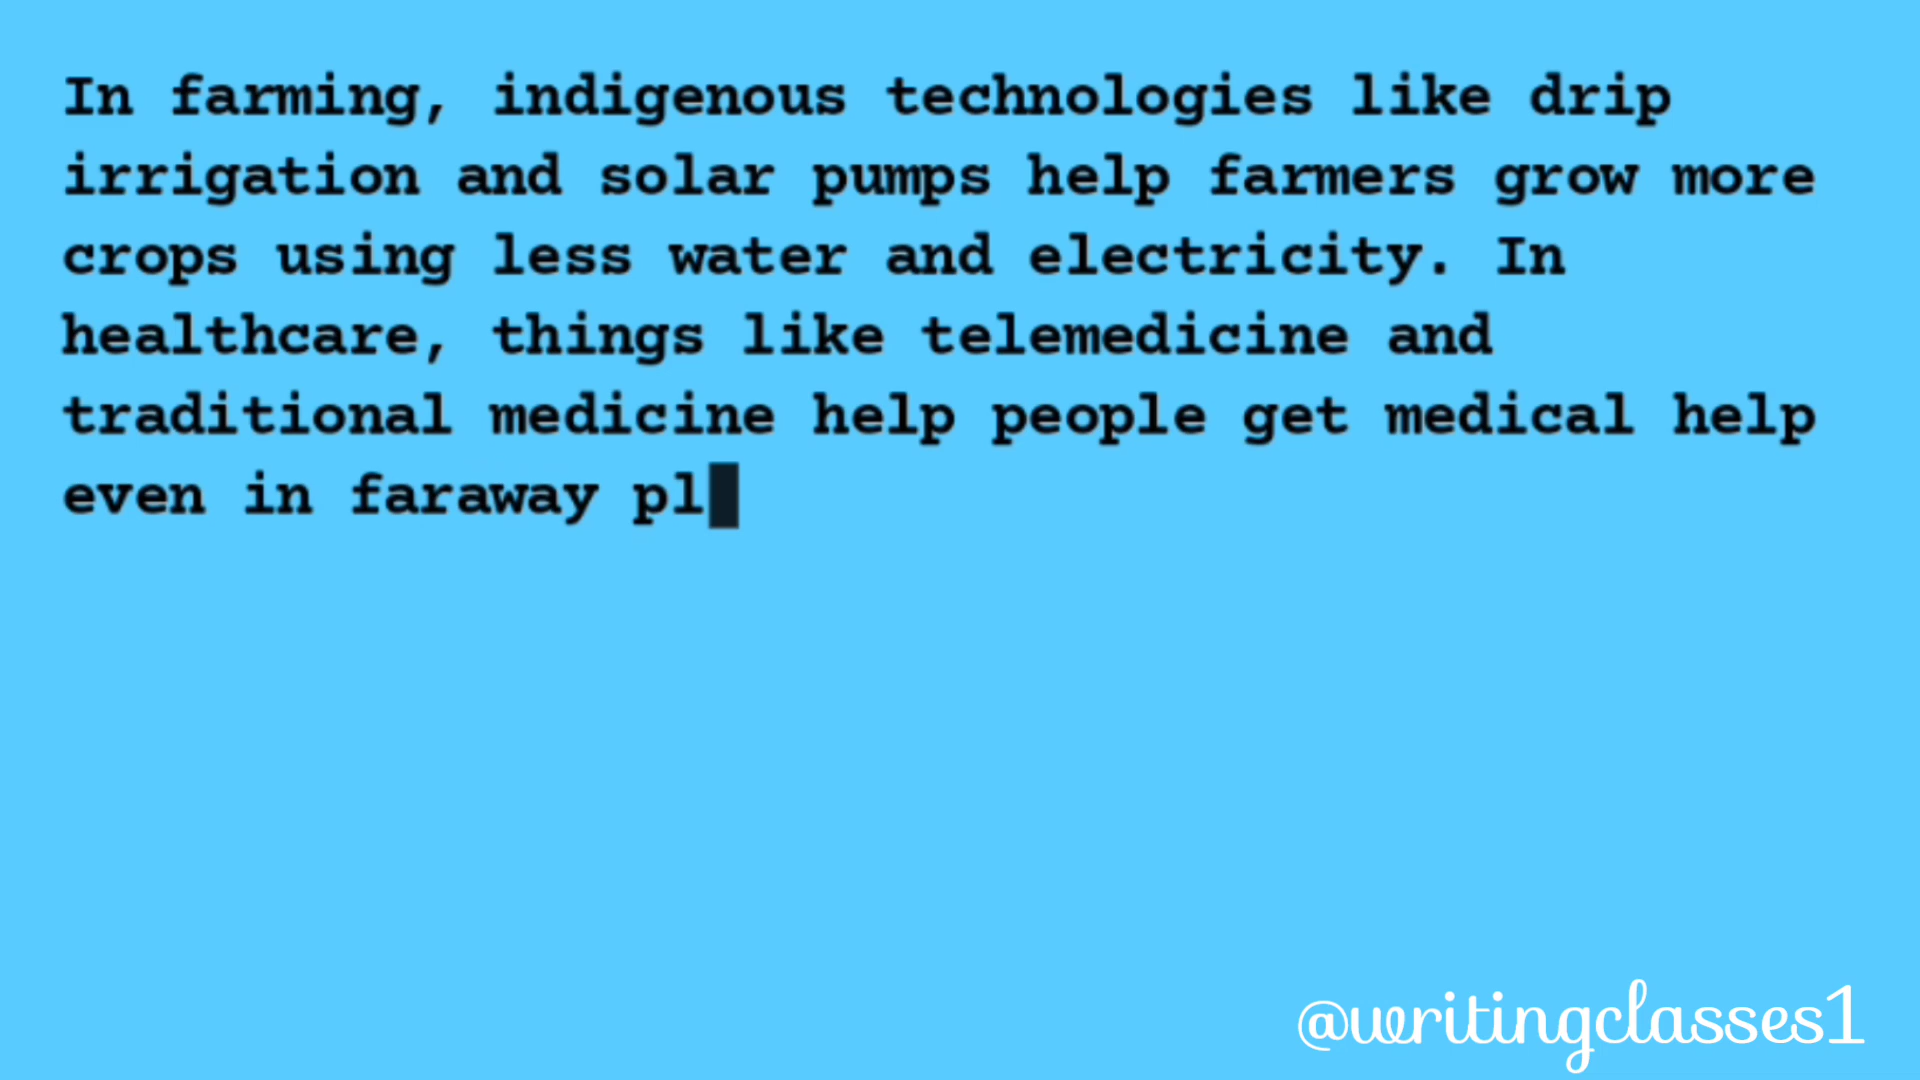 In farming, indigenous technologies like drip
irrigation and solar pumps help farmers grow more
crops using less water and electricity. In
healthcare, things like telemedicine and
traditional medicine help people get medical help
even in faraway pl
@writingclasses1